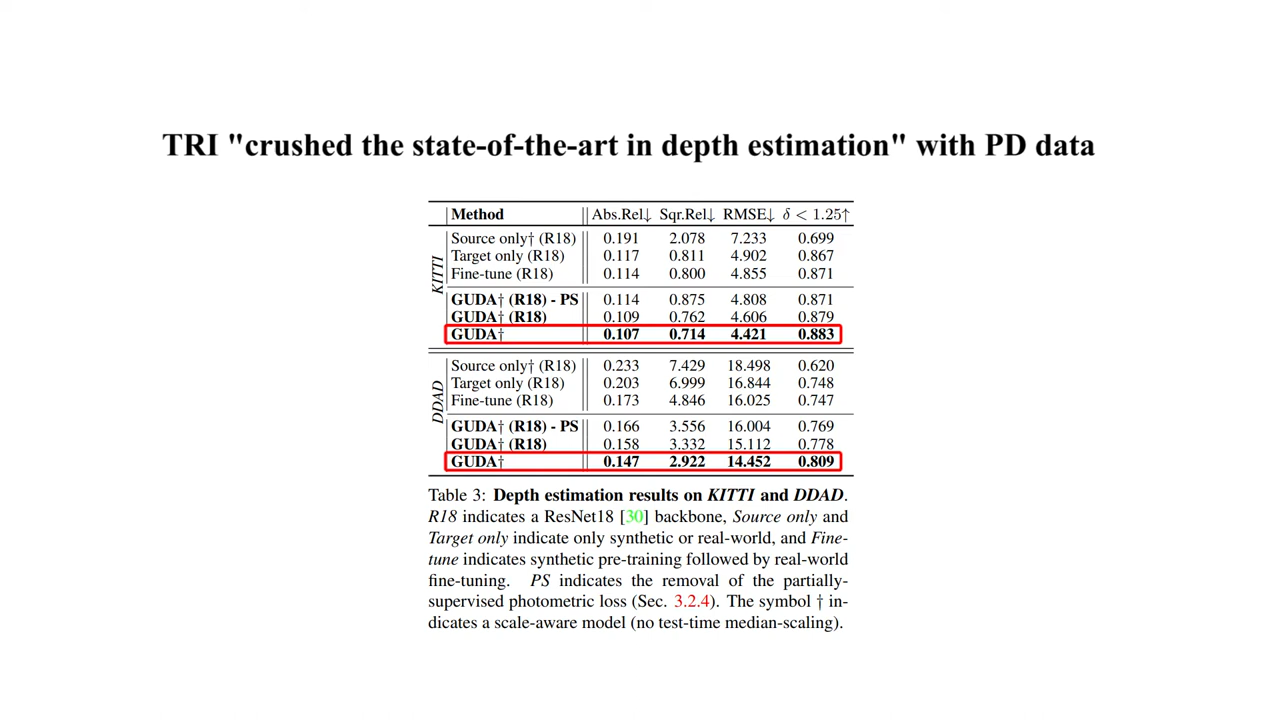 TRI "crushed the state-of-the-art in depth estimation" with PD data
Method Abs.Rel↓ Sqr.Rel↓ RMSE↓ δ < 1.25↑
KITTI
Source only† (R18) 0.191 2.078 7.233 0.699
Target only (R18) 0.117 0.811 4.902 0.867
Fine-tune (R18) 0.114 0.800 4.855 0.871
GUDA† (R18) - PS 0.114 0.875 4.808 0.871
GUDA† (R18) 0.109 0.762 4.606 0.879
GUDA† 0.107 0.714 4.421 0.883
DDAD
Source only† (R18) 0.233 7.429 18.498 0.620
Target only (R18) 0.203 6.999 16.844 0.748
Fine-tune (R18) 0.173 4.846 16.025 0.747
GUDA† (R18) - PS 0.166 3.556 16.004 0.769
GUDA† (R18) 0.158 3.332 15.112 0.778
GUDA† 0.147 2.922 14.452 0.809
Table 3: Depth estimation results on KITTI and DDAD.
R18 indicates a ResNet18 [30] backbone, Source only and
Target only indicate only synthetic or real-world, and Fine-
tune indicates synthetic pre-training followed by real-world
fine-tuning. PS indicates the removal of the partially-
supervised photometric loss (Sec. 3.2.4). The symbol † in-
dicates a scale-aware model (no test-time median-scaling).